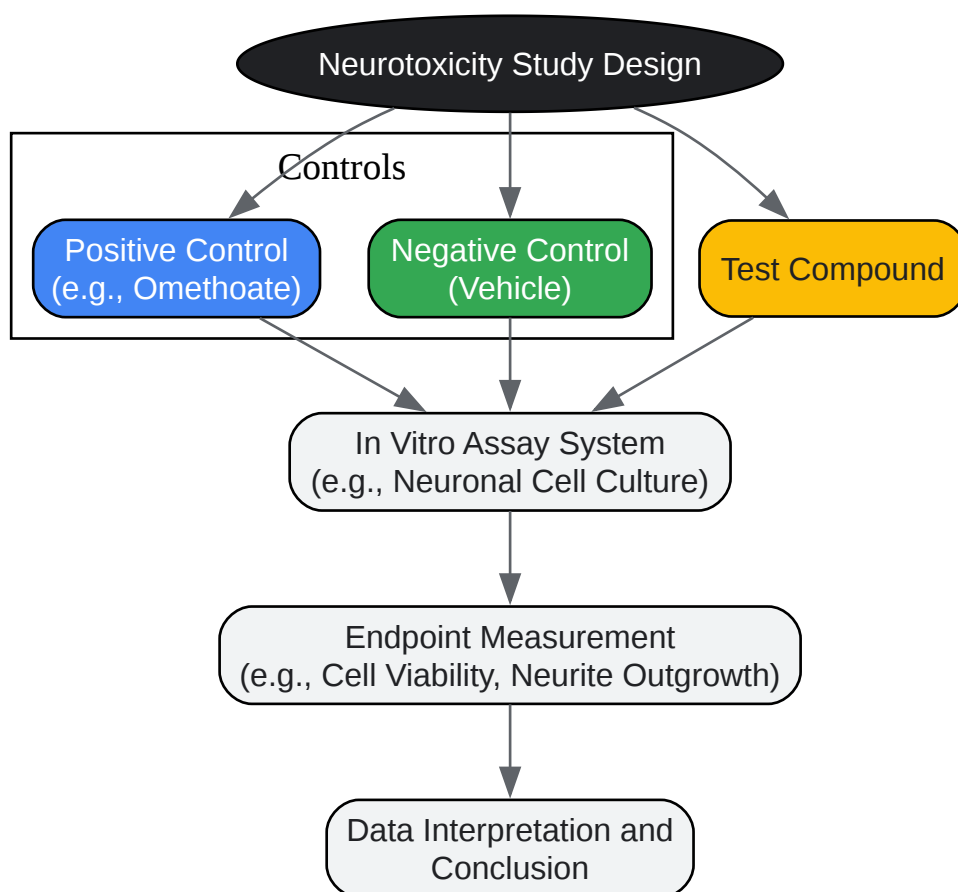 Neurotoxicity Study Design
Controls
Positive Control
(e.g., Omethoate)
Negative Control
(Vehicle)
Test Compound
In Vitro Assay System
(e.g., Neuronal Cell Culture)
Endpoint Measurement
(e.g., Cell Viability, Neurite Outgrowth)
Data Interpretation and
Conclusion